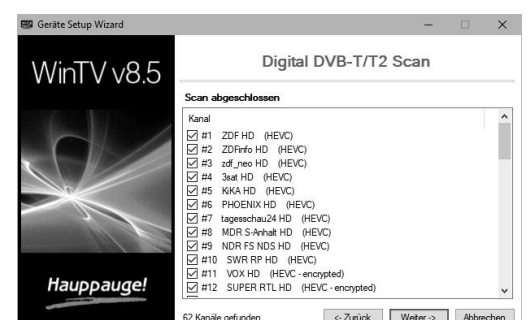 Geräte Setup Wizard
WinTV v8.5
Digital DVB-T/T2 Scan
Scan abgeschlossen
Kanal
#1 ZDF HD (HEVC)
#2 ZDFinfo HD (HEVC)
#3 zdf_neo HD (HEVC)
#4 3sat HD (HEVC)
#5 KiKA HD (HEVC)
#6 PHOENIX HD (HEVC)
#7 tagesschau24 HD (HEVC)
#8 MDR S-Anhalt HD (HEVC)
#9 NDR FS NDS HD (HEVC)
#10 SWR RP HD (HEVC)
#11 VOX HD (HEVC - encrypted)
#12 SUPER RTL HD (HEVC - encrypted)
Hauppauge!
62 Kanäle gefunden
<- Zurück
Weiter ->
Abbrechen